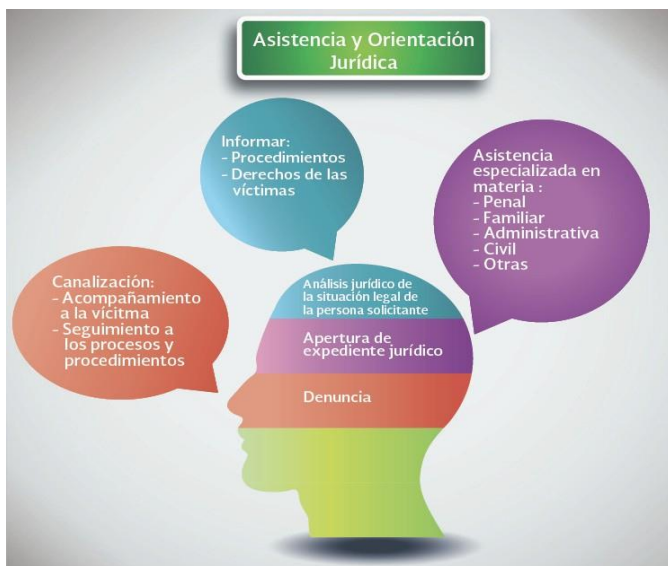 Asistencia y Orientación
Jurídica
Informar:
- Procedimientos
- Derechos de las
víctimas
Asistencia
especializada en
materia :
- Penal
- Familiar
- Administrativa
- Civil
- Otras
Canalización:
- Acompañamiento
a la vícitma
- Seguimiento a
los procesos y
procedimientos
Análisis jurídico de
la situación legal de
la persona solicitante
Apertura de
expediente jurídico
Denuncia